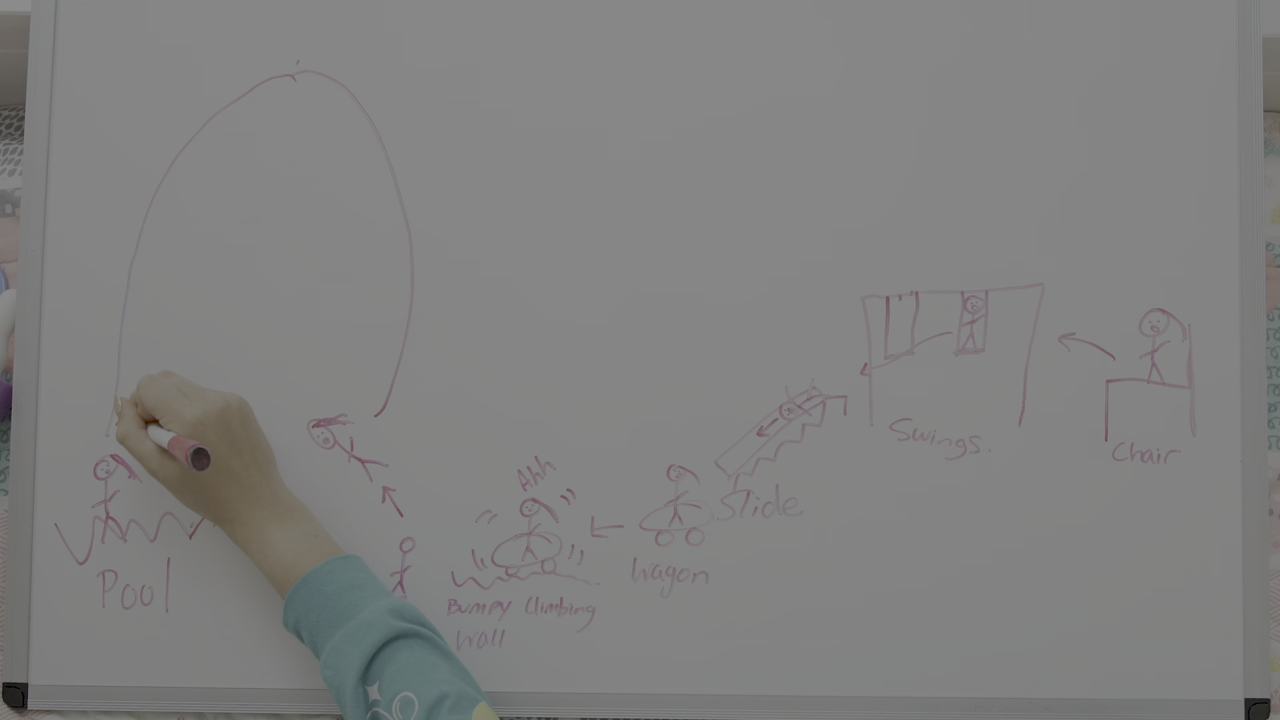 Ahh
Swings.
Chair
Slide
Wagon
Pool
Bumpy Climbing
Wall